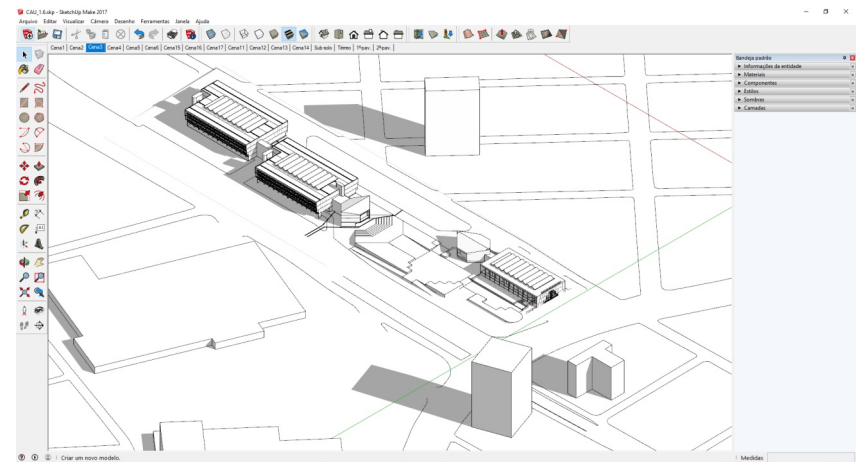 CAU_1.6.skp - SketchUp Make 2017
Arquivo Editar Visualizar Câmera Desenho Ferramentas Janela Ajuda
Cena1 Cena2 Cena3 Cena4 Cena5 Cena6 Cena15 Cena16 Cena17 Cena11 Cena12 Cena13 Cena14 Sub-solo Térreo 1ºpav. 2ºpav.
Bandeja padrão
Informações da entidade
Materiais
Componentes
Estilos
Sombras
Camadas
Criar um novo modelo.
Medidas